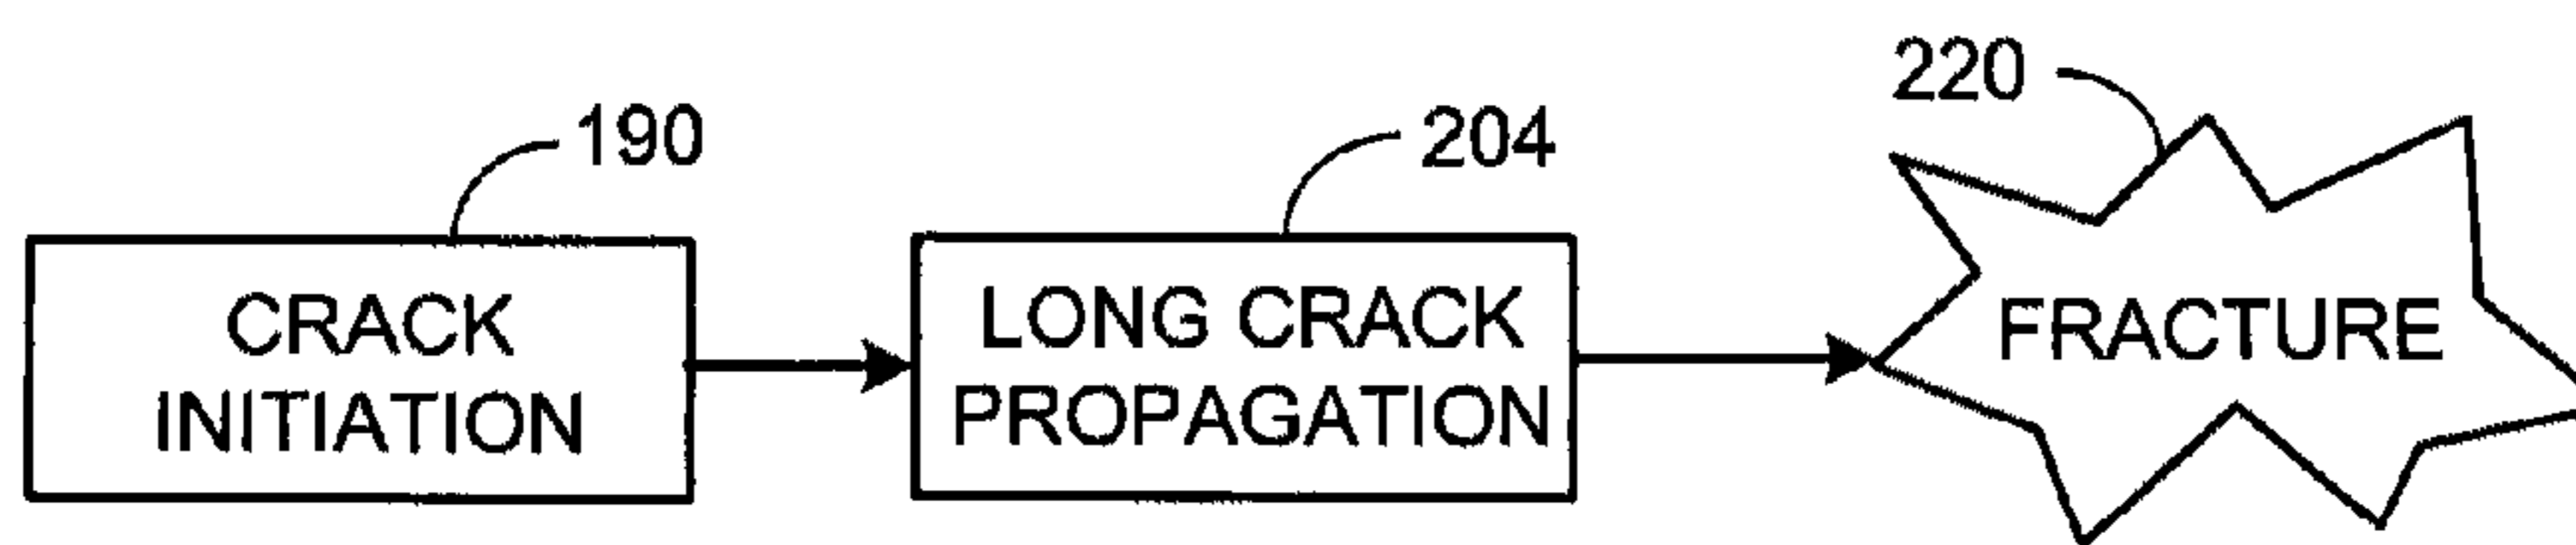 190
204
220
CRACK
INITIATION
LONG CRACK
PROPAGATION
FRACTURE